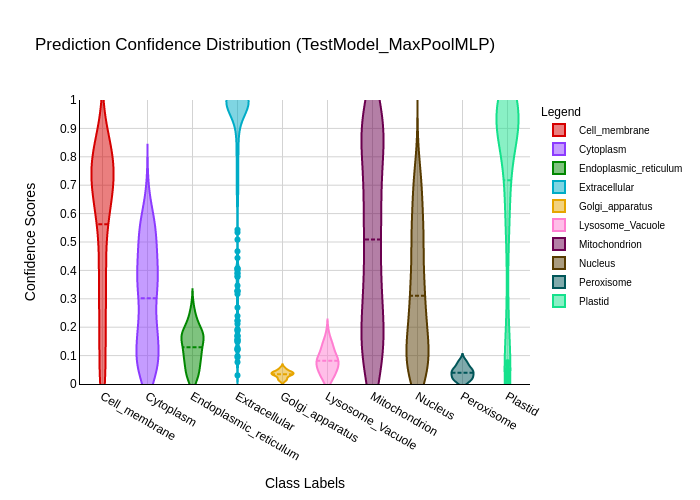 Prediction Confidence Distribution (TestModel_MaxPoolMLP)
Legend
Cell_membrane
Cytoplasm
Endoplasmic_reticulum
Extracellular
Golgi_apparatus
Lysosome_Vacuole
Mitochondrion
Nucleus
Peroxisome
Plastid
Confidence Scores
1
0.9
0.8
0.7
0.6
0.5
0.4
0.3
0.2
0.1
0
Cell_membrane
Cytoplasm
Endoplasmic_reticulum
Extracellular
Golgi_apparatus
Lysosome_Vacuole
Mitochondrion
Nucleus
Peroxisome
Plastid
Class Labels